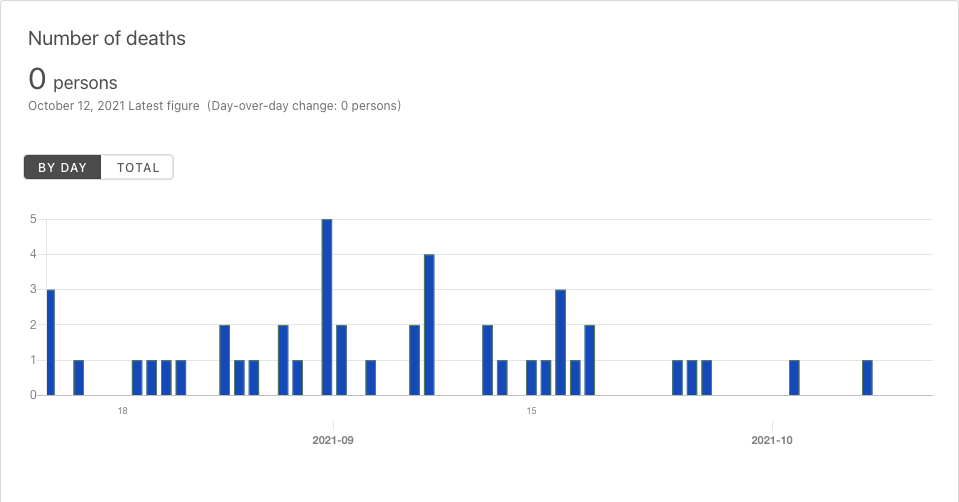 Number of deaths
0 persons
October 12, 2021 Latest figure (Day-over-day change: 0 persons)
BY DAY TOTAL
5
4
3
2
1
0
18 15
2021-09 2021-10